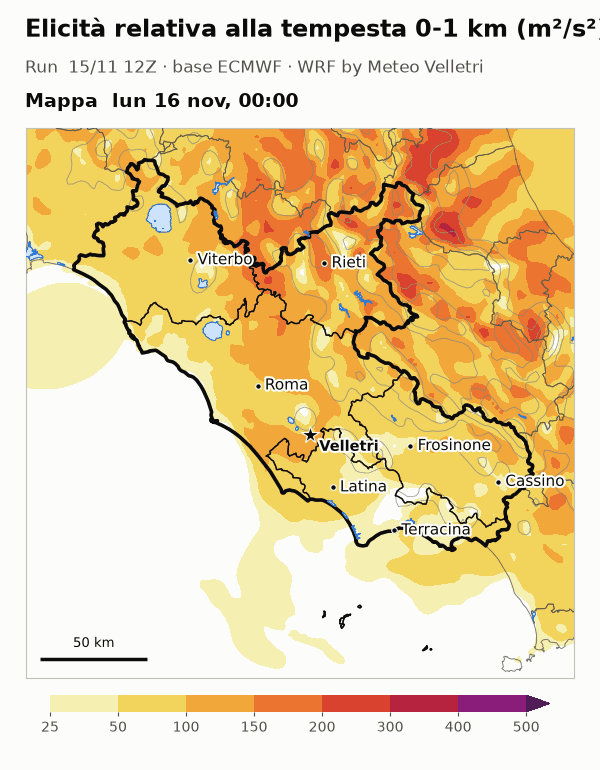 Elicità relativa alla tempesta 0-1 km (m²/s²)
Run  15/11 12Z · base ECMWF · WRF by Meteo Velletri
Mappa  lun 16 nov, 00:00
Viterbo
Rieti
Roma
Velletri
Frosinone
Cassino
Latina
Terracina
50 km
25 50 100 150 200 300 400 500